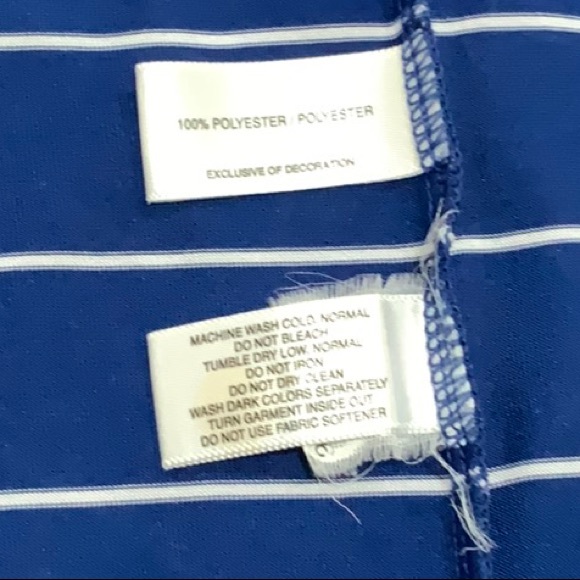 100% POLYESTER / POLYESTER
EXCLUSIVE OF DECORATION
MACHINE WASH COLD, NORMAL
DO NOT BLEACH
TUMBLE DRY LOW, NORMAL
DO NOT IRON
DO NOT DRY CLEAN
WASH DARK COLORS SEPARATELY
TURN GARMENT INSIDE OUT
DO NOT USE FABRIC SOFTENER